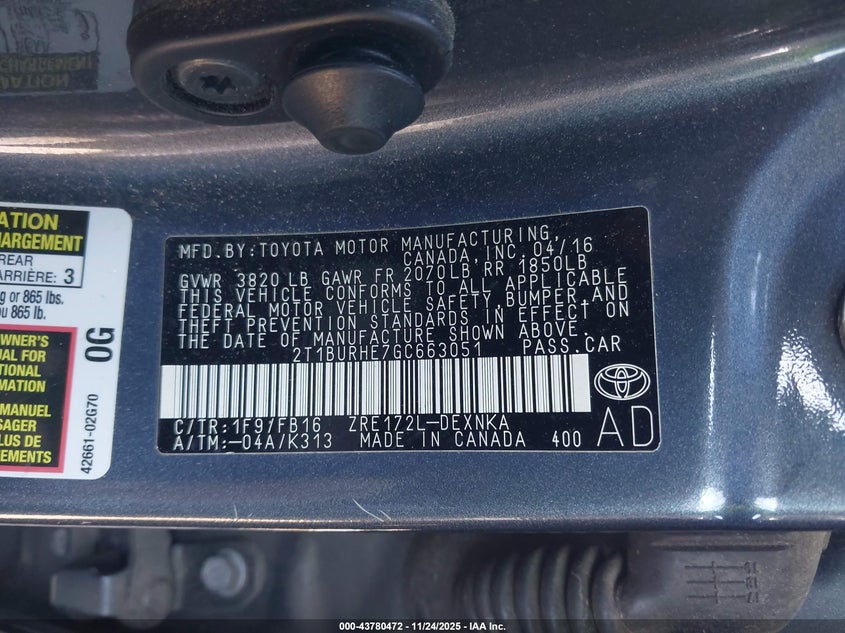 ATION
CHARGEMENT
REAR
ARRIÈRE: 3
g or 865 lbs.
u 865 lb.
OWNER'S
UAL FOR
TIONAL
RMATION
MANUEL
SAGER
LUS DE
0G
42661-02G70
MFD. BY: TOYOTA MOTOR MANUFACTURING,
CANADA, INC. 04/16
GVWR 3820 LB GAWR FR 2070LB RR 1850LB
THIS VEHICLE CONFORMS TO ALL APPLICABLE
FEDERAL MOTOR VEHICLE SAFETY, BUMPER, AND
THEFT PREVENTION STANDARDS IN EFFECT ON
THE DATE OF MANUFACTURE SHOWN ABOVE.
2T1BURHE7GC663051 PASS. CAR
C/TR: 1F9/FB16 ZRE172L-DEXNKA
A/TM: -04A/K313 MADE IN CANADA 400
AD
000-43780472 - 11/24/2025 - IAA Inc.